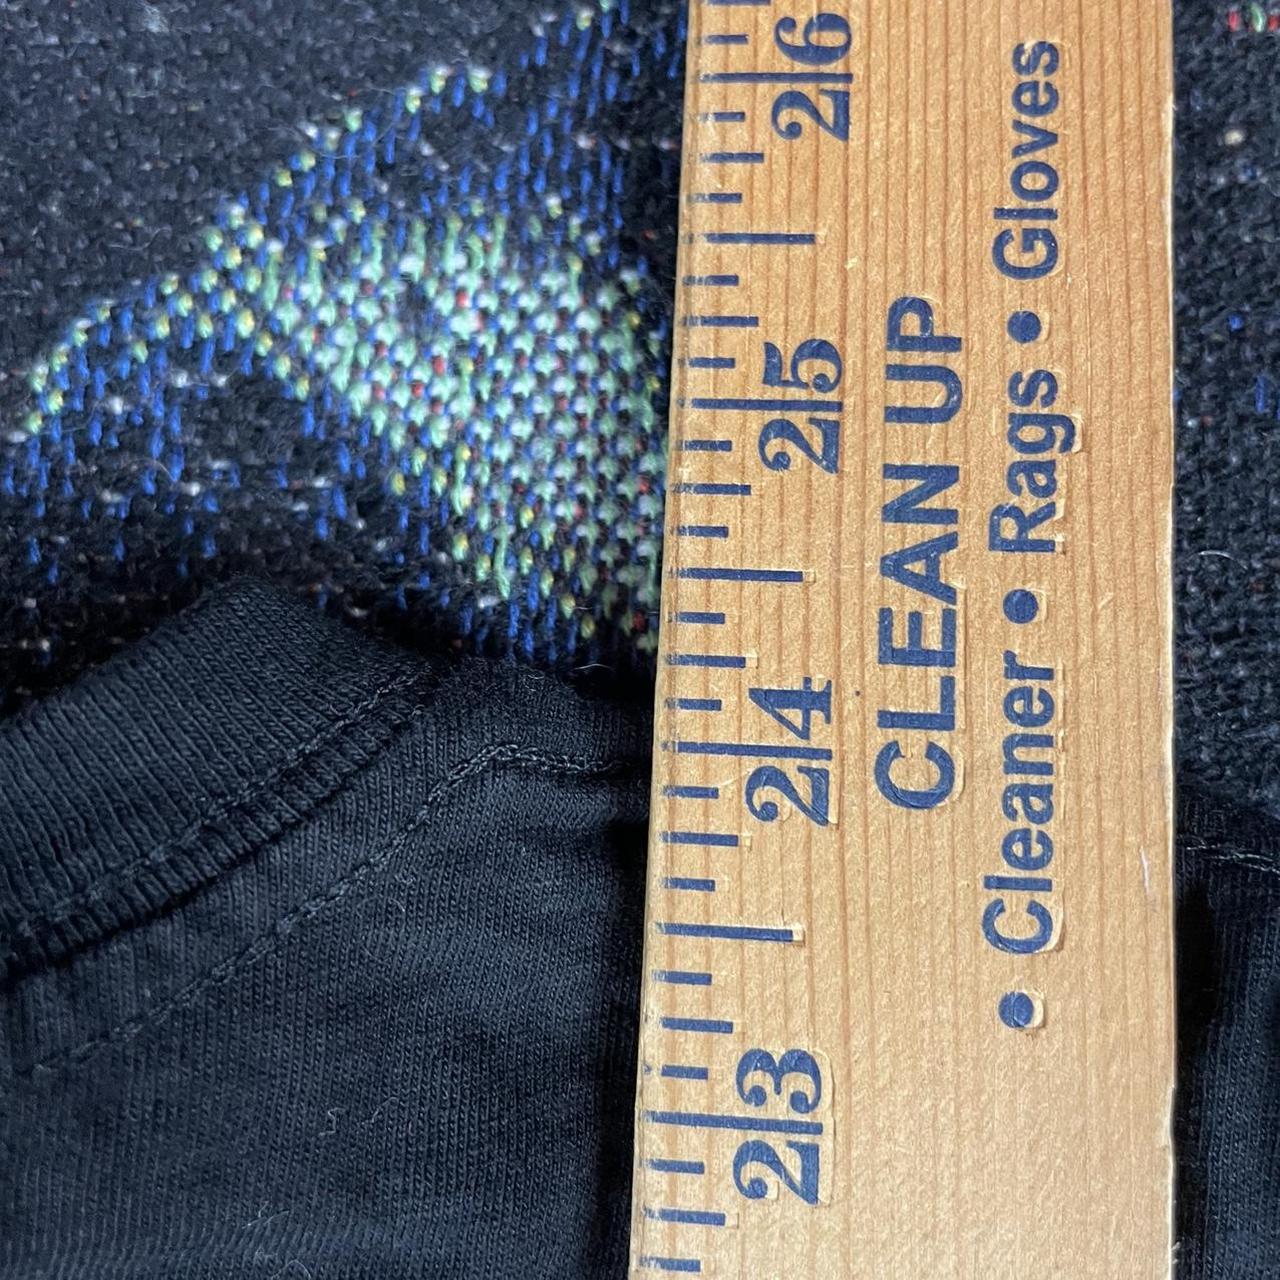 26
25
24
23
CLEAN UP
• Cleaner • Rags • Gloves